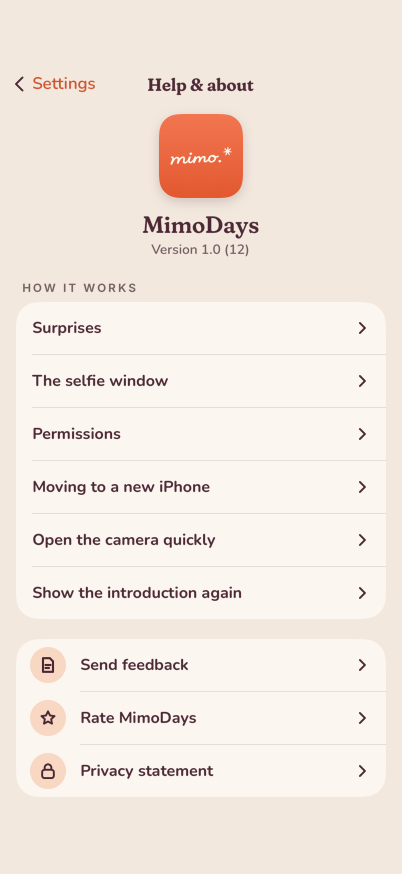 Settings
Help & about
mimo.*
MimoDays
Version 1.0 (12)
HOW IT WORKS
Surprises
The selfie window
Permissions
Moving to a new iPhone
Open the camera quickly
Show the introduction again
Send feedback
Rate MimoDays
Privacy statement